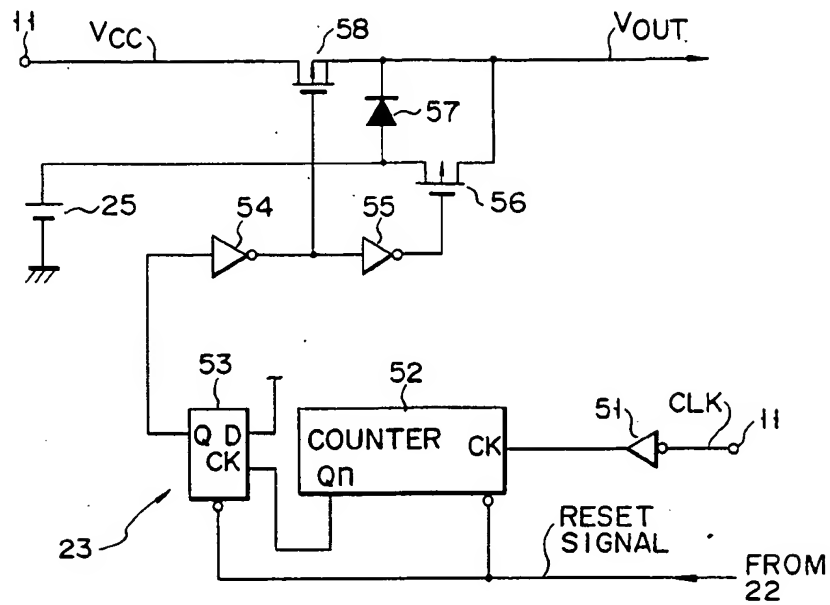 11
VCC
58
VOUT
57
56
25
54
55
53
52
51
CLK
11
Q D
CK
COUNTER
CK
Qn
23
RESET
SIGNAL
FROM
22